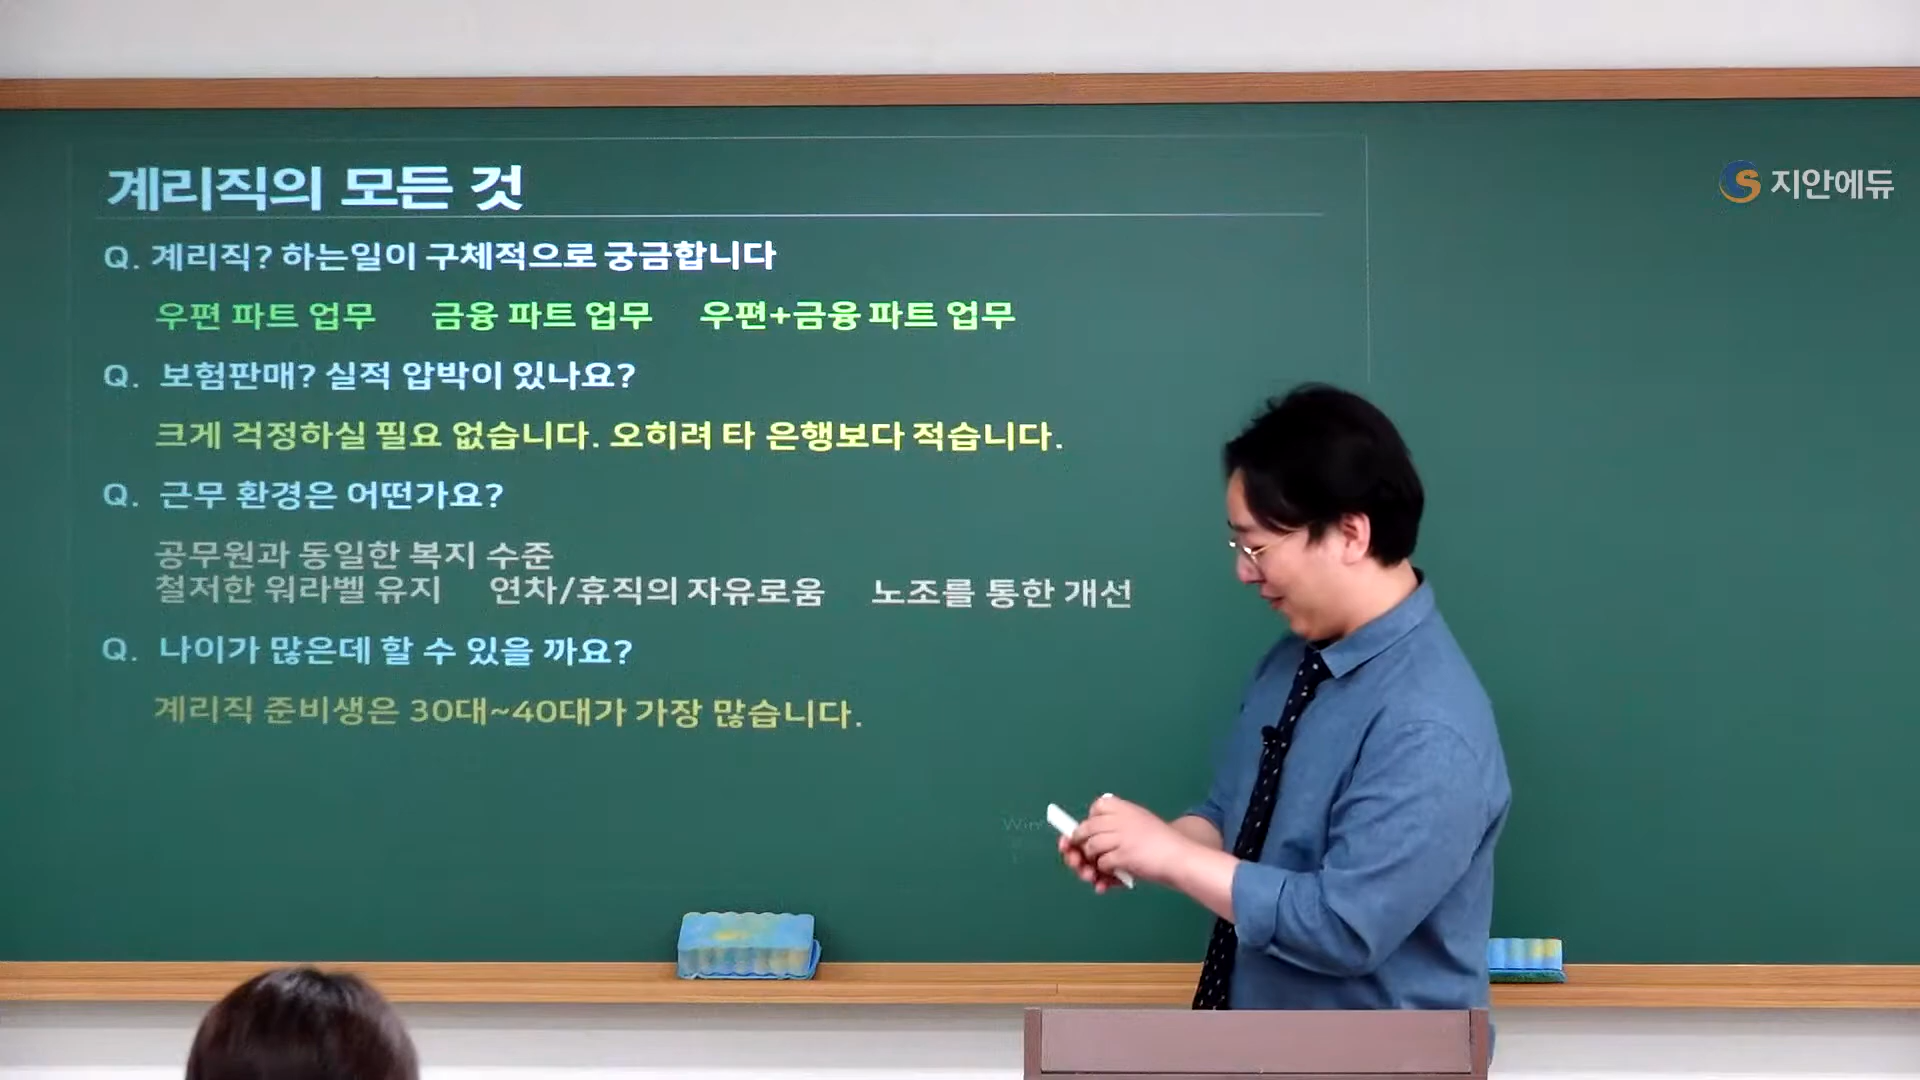 계리직의 모든 것
지안에듀
Q. 계리직? 하는일이 구체적으로 궁금합니다
우편 파트 업무 금융 파트 업무 우편+금융 파트 업무
Q. 보험판매? 실적 압박이 있나요?
크게 걱정하실 필요 없습니다. 오히려 타 은행보다 적습니다.
Q. 근무 환경은 어떤가요?
공무원과 동일한 복지 수준
철저한 워라벨 유지 연차/휴직의 자유로움 노조를 통한 개선
Q. 나이가 많은데 할 수 있을 까요?
계리직 준비생은 30대~40대가 가장 많습니다.